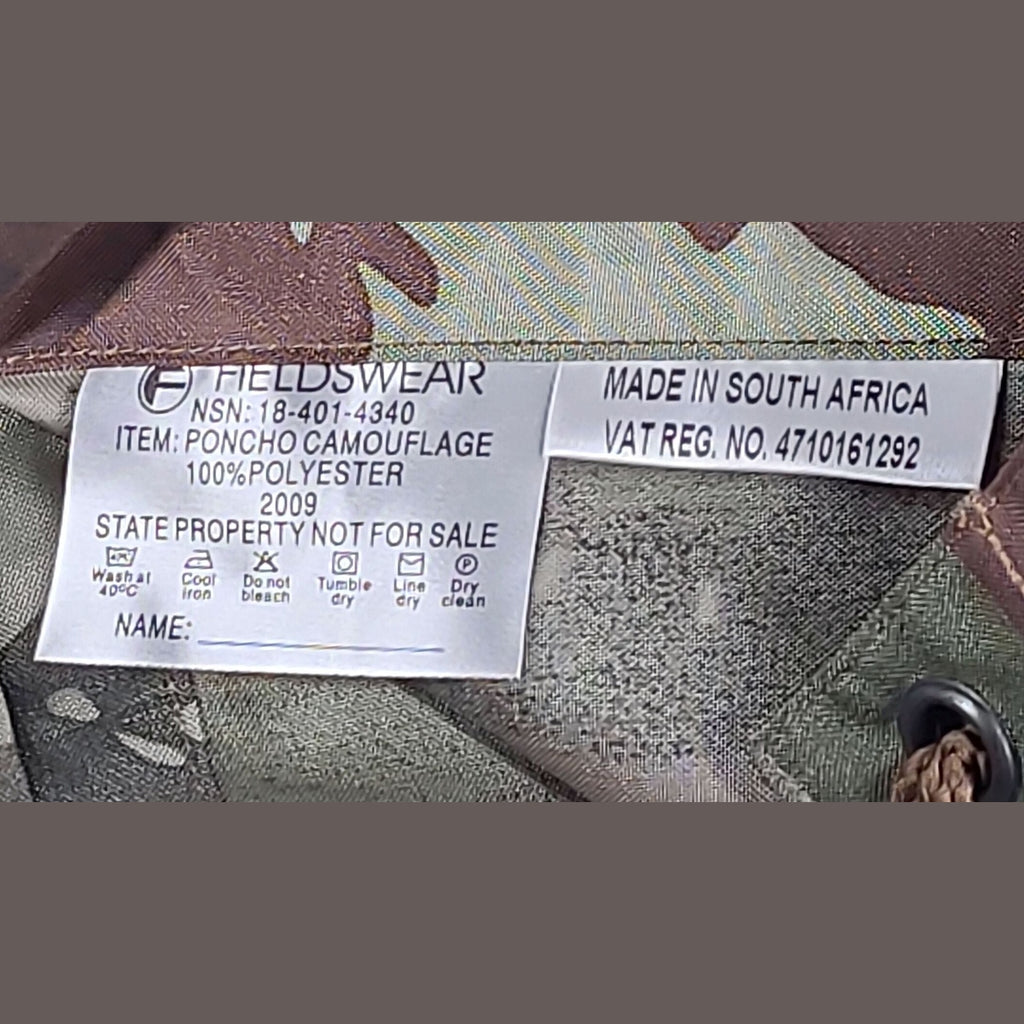 FIELDSWEAR
NSN: 18-401-4340
ITEM: PONCHO CAMOUFLAGE
100% POLYESTER
2009
STATE PROPERTY NOT FOR SALE
Wash at 40°C
Cool iron
Do not bleach
Tumble dry
Line dry
Dry clean
NAME:
MADE IN SOUTH AFRICA
VAT REG. NO. 4710161292